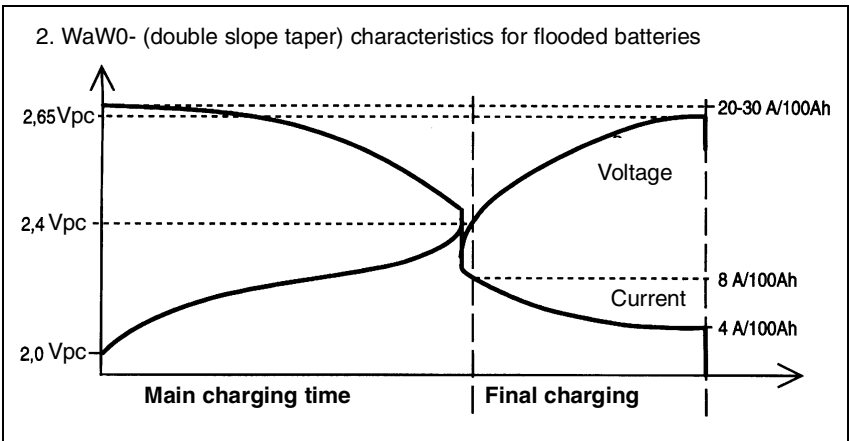 2. WaW0- (double slope taper) characteristics for flooded batteries
20-30 A/100Ah
2,65 Vpc
Voltage
2,4 Vpc
8 A/100Ah
Current
4 A/100Ah
2,0 Vpc
Main charging time
Final charging